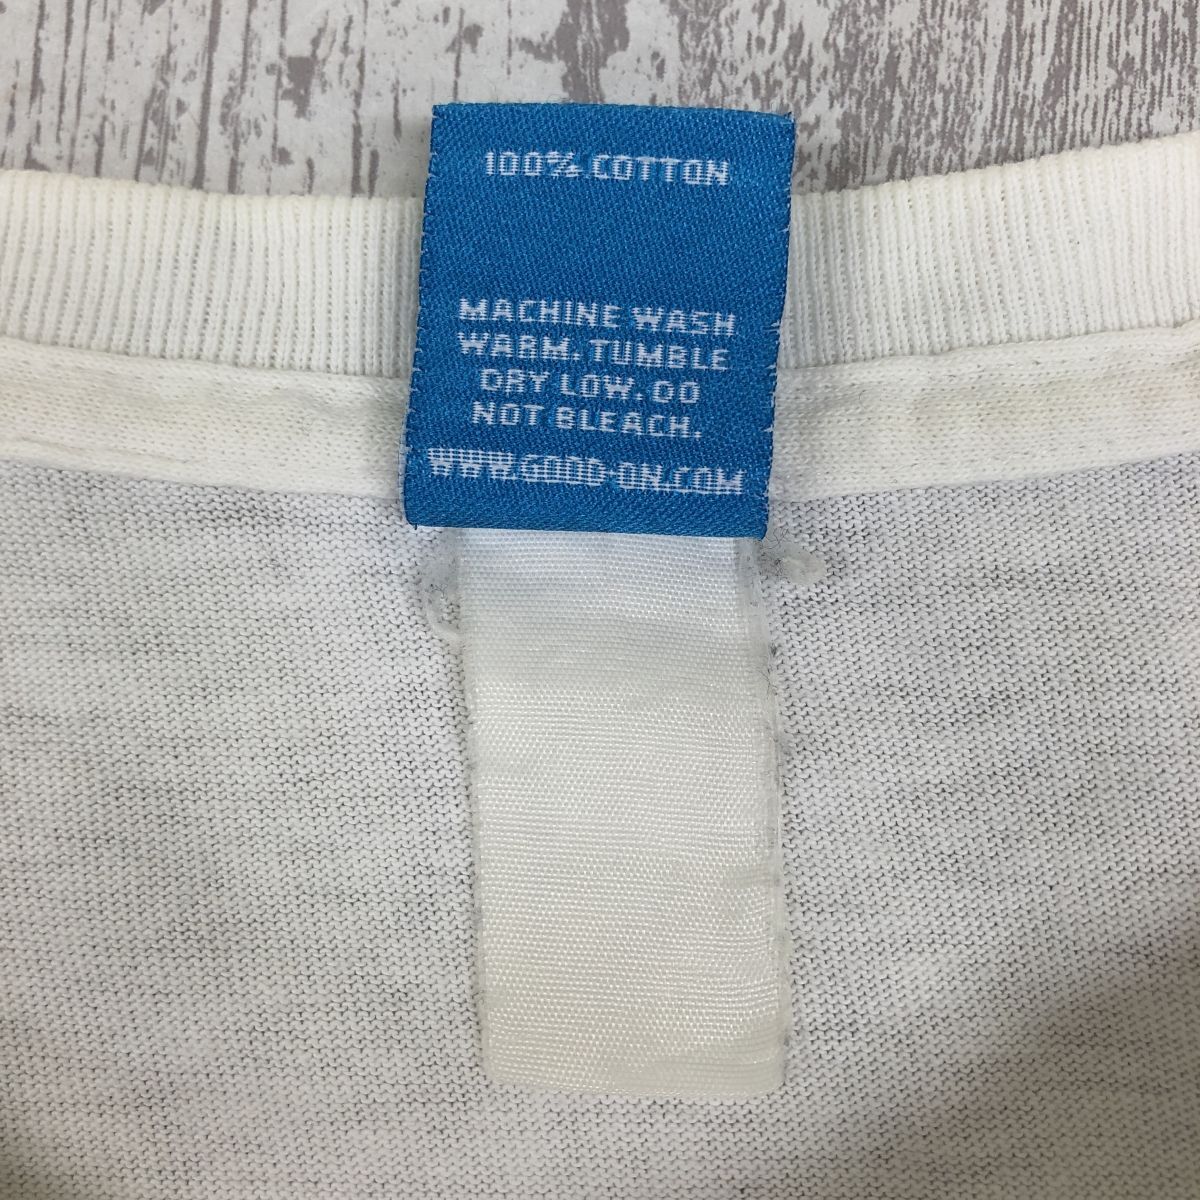 100% COTTON
MACHINE WASH
WARM. TUMBLE
DRY LOW. DO
NOT BLEACH.
WWW.GOOD-ON.COM